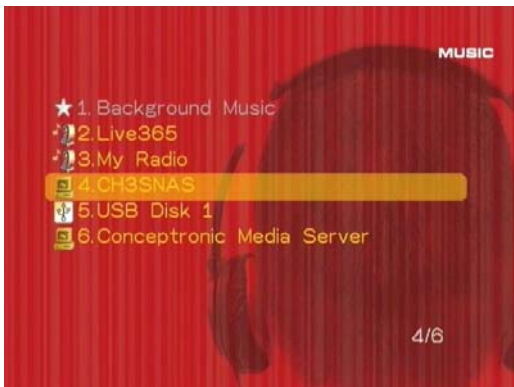 MUSIC
1. Background Music
2. Live365
3. My Radio
4. CH3SNAS
5. USB Disk 1
6. Conceptronic Media Server
4/6